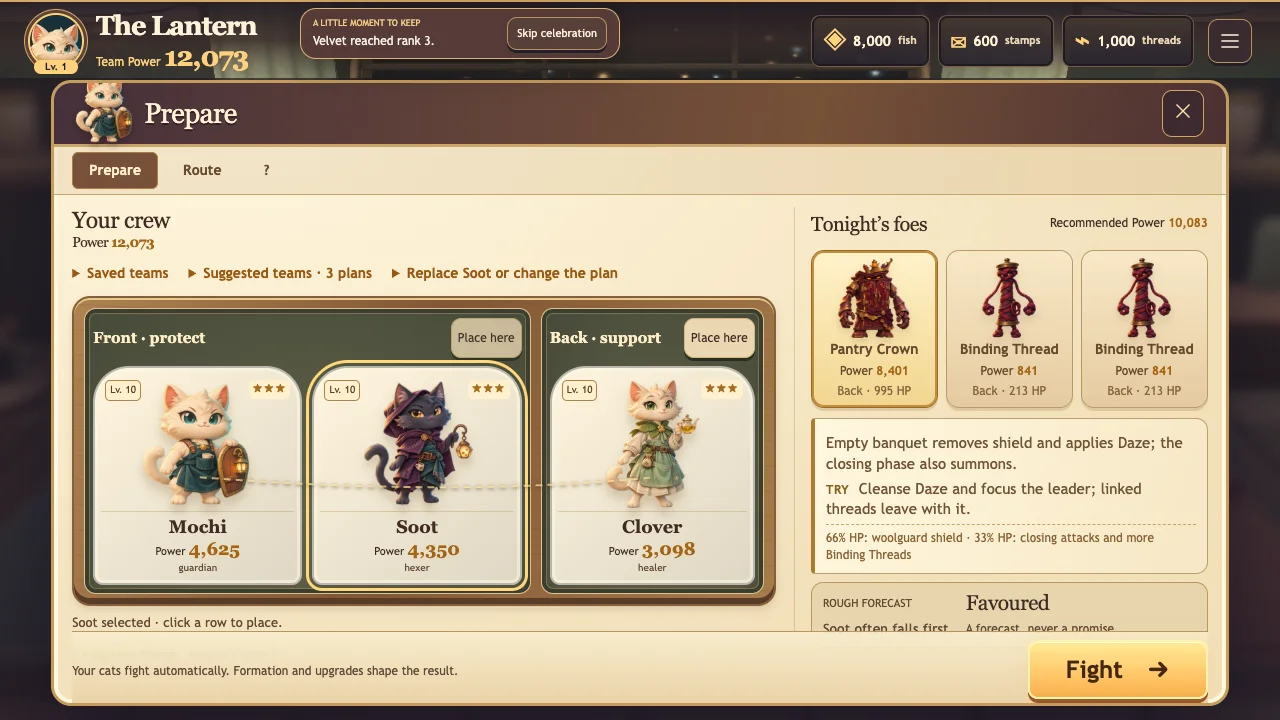 The Lantern
Team Power 12,073
Lv. 1
A LITTLE MOMENT TO KEEP
Velvet reached rank 3.
Skip celebration
8,000 fish
600 stamps
1,000 threads
Prepare
Prepare
Route
?
Your crew
Power 12,073
Saved teams
Suggested teams · 3 plans
Replace Soot or change the plan
Front · protect
Place here
Back · support
Place here
Lv. 10
Mochi
Power 4,625
guardian
Lv. 10
Soot
Power 4,350
hexer
Lv. 10
Clover
Power 3,098
healer
Soot selected · click a row to place.
Tonight's foes
Recommended Power 10,083
Pantry Crown
Power 8,401
Back · 995 HP
Binding Thread
Power 841
Back · 213 HP
Binding Thread
Power 841
Back · 213 HP
Empty banquet removes shield and applies Daze; the
closing phase also summons.
TRY Cleanse Daze and focus the leader; linked
threads leave with it.
66% HP: woolguard shield · 33% HP: closing attacks and more
Binding Threads
ROUGH FORECAST
Favoured
Soot often falls first
A forecast, never a promise
Your cats fight automatically. Formation and upgrades shape the result.
Fight